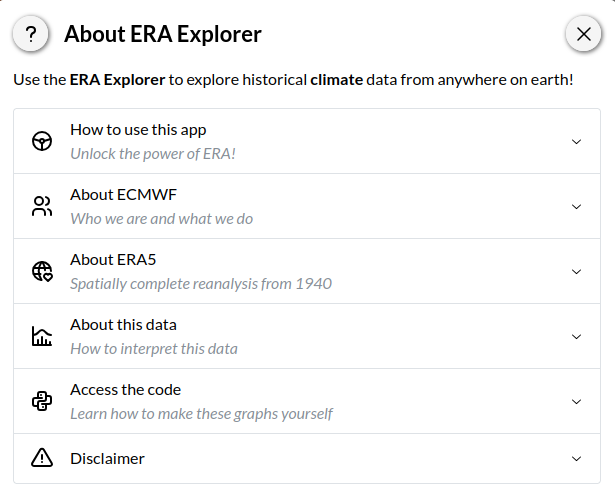 ? About ERA Explorer
Use the ERA Explorer to explore historical climate data from anywhere on earth!
How to use this app
Unlock the power of ERA!
About ECMWF
Who we are and what we do
About ERA5
Spatially complete reanalysis from 1940
About this data
How to interpret this data
Access the code
Learn how to make these graphs yourself
Disclaimer